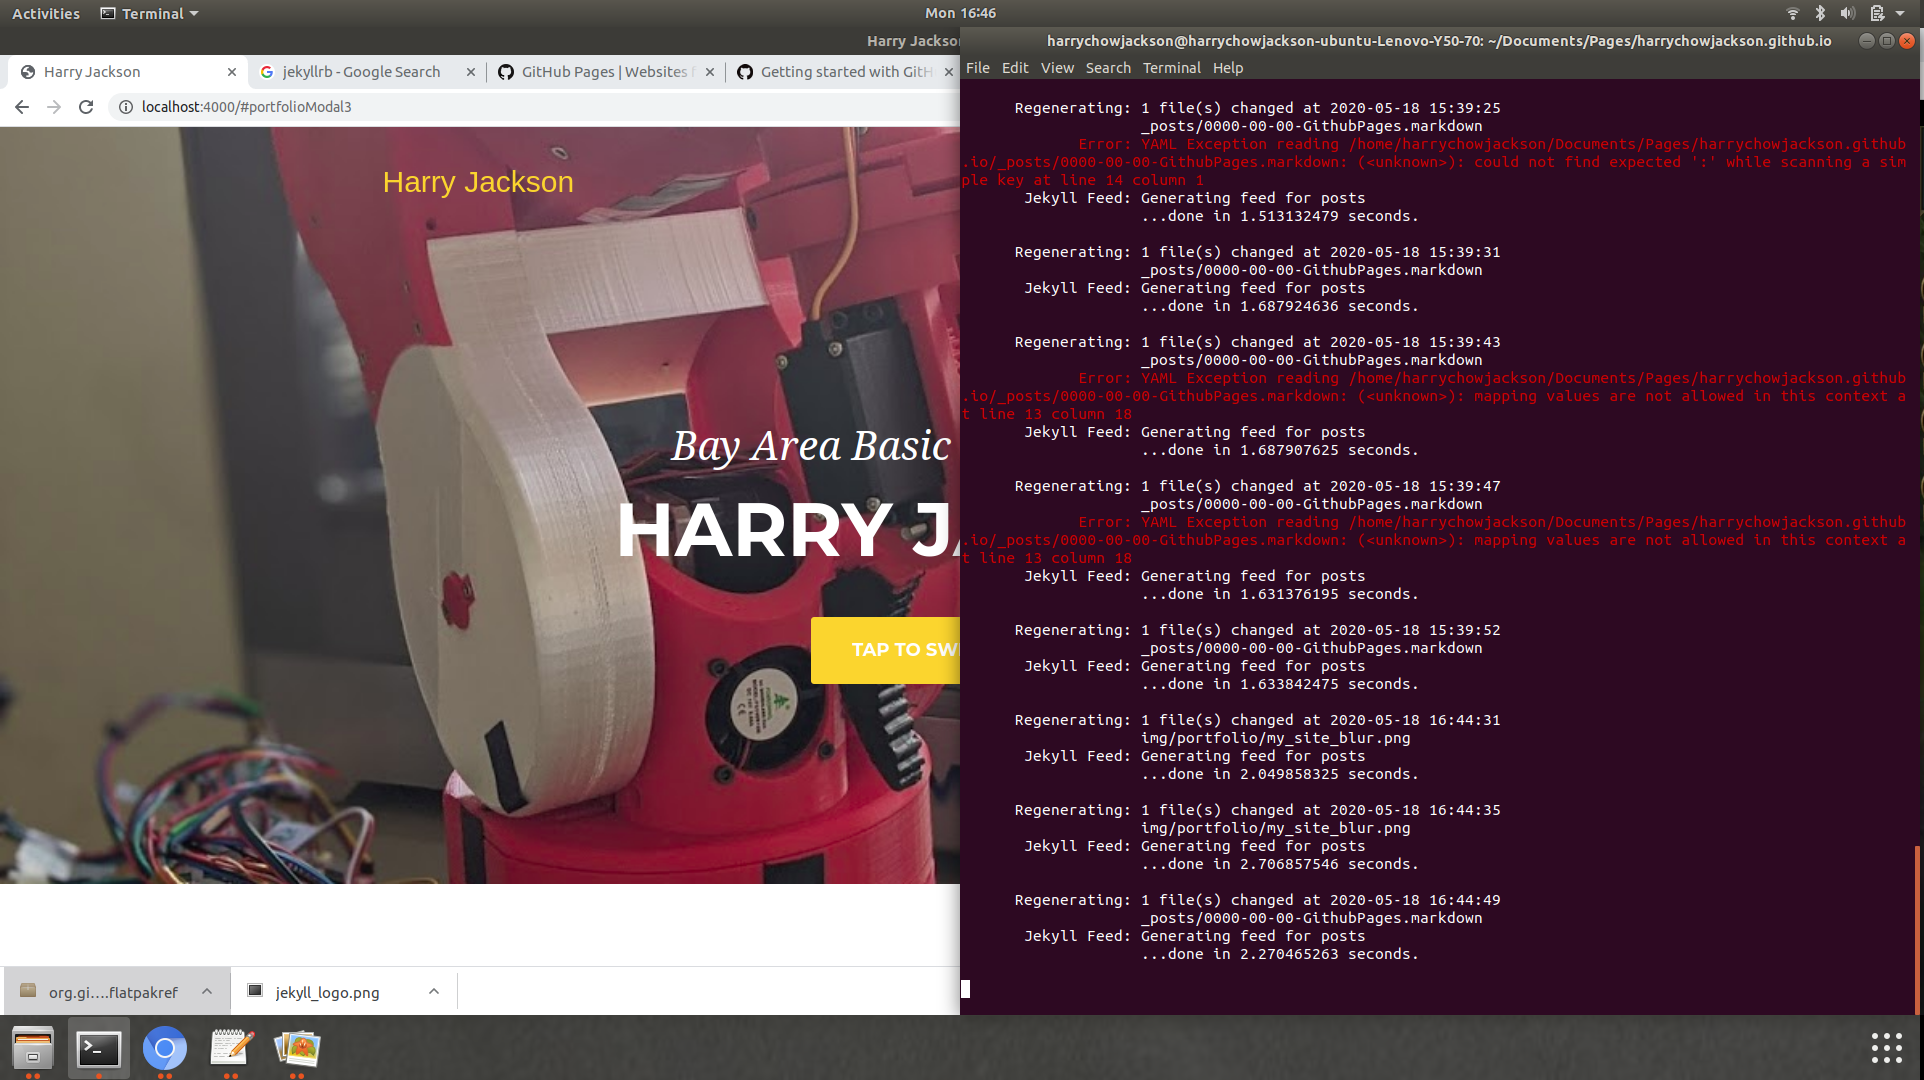 Activities
Terminal
Mon 16:46
Harry Jackson
harrychowjackson@harrychowjackson-ubuntu-Lenovo-Y50-70: ~/Documents/Pages/harrychowjackson.github.io
Harry Jackson
jekyllrb - Google Search
GitHub Pages | Websites f
Getting started with GitH
File Edit View Search Terminal Help
localhost:4000/#portfolioModal3
Harry Jackson
Bay Area Basic
HARRY JA
TAP TO SW
Regenerating: 1 file(s) changed at 2020-05-18 15:39:25
_posts/0000-00-00-GithubPages.markdown
Error: YAML Exception reading /home/harrychowjackson/Documents/Pages/harrychowjackson.github
.io/_posts/0000-00-00-GithubPages.markdown: (<unknown>): could not find expected ':' while scanning a sim
ple key at line 14 column 1
Jekyll Feed: Generating feed for posts
...done in 1.513132479 seconds.
Regenerating: 1 file(s) changed at 2020-05-18 15:39:31
_posts/0000-00-00-GithubPages.markdown
Jekyll Feed: Generating feed for posts
...done in 1.687924636 seconds.
Regenerating: 1 file(s) changed at 2020-05-18 15:39:43
_posts/0000-00-00-GithubPages.markdown
Error: YAML Exception reading /home/harrychowjackson/Documents/Pages/harrychowjackson.github
.io/_posts/0000-00-00-GithubPages.markdown: (<unknown>): mapping values are not allowed in this context a
t line 13 column 18
Jekyll Feed: Generating feed for posts
...done in 1.687907625 seconds.
Regenerating: 1 file(s) changed at 2020-05-18 15:39:47
_posts/0000-00-00-GithubPages.markdown
Error: YAML Exception reading /home/harrychowjackson/Documents/Pages/harrychowjackson.github
.io/_posts/0000-00-00-GithubPages.markdown: (<unknown>): mapping values are not allowed in this context a
t line 13 column 18
Jekyll Feed: Generating feed for posts
...done in 1.631376195 seconds.
Regenerating: 1 file(s) changed at 2020-05-18 15:39:52
_posts/0000-00-00-GithubPages.markdown
Jekyll Feed: Generating feed for posts
...done in 1.633842475 seconds.
Regenerating: 1 file(s) changed at 2020-05-18 16:44:31
img/portfolio/my_site_blur.png
Jekyll Feed: Generating feed for posts
...done in 2.049858325 seconds.
Regenerating: 1 file(s) changed at 2020-05-18 16:44:35
img/portfolio/my_site_blur.png
Jekyll Feed: Generating feed for posts
...done in 2.706857546 seconds.
Regenerating: 1 file(s) changed at 2020-05-18 16:44:49
_posts/0000-00-00-GithubPages.markdown
Jekyll Feed: Generating feed for posts
...done in 2.270465263 seconds.
org.gi….flatpakref
jekyll_logo.png